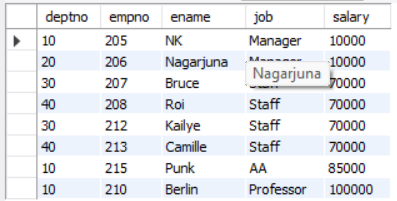 deptno empno ename job salary
10 205 NK Manager 10000
20 206 Nagarjuna 10000
Nagarjuna
30 207 Bruce 70000
40 208 Roi Staff 70000
30 212 Kailye Staff 70000
40 213 Camille Staff 70000
10 215 Punk AA 85000
10 210 Berlin Professor 100000